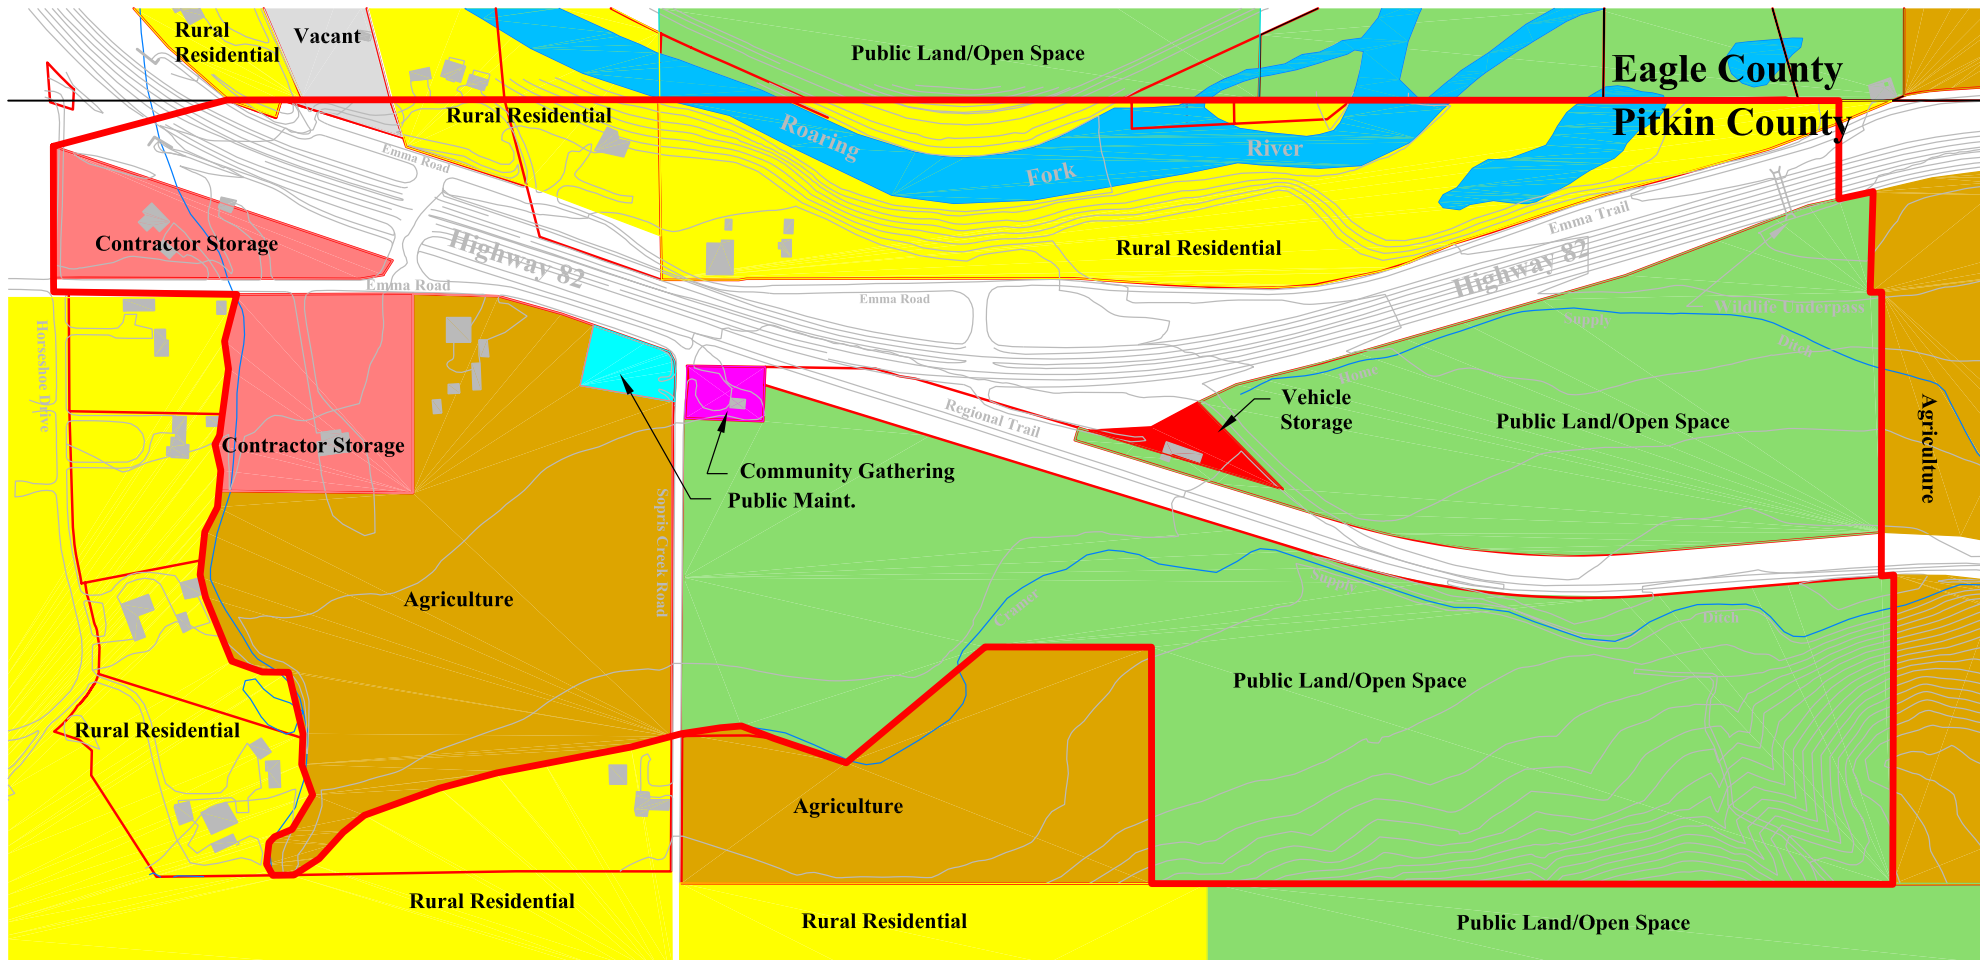 Rural
Residential
Vacant
Public Land/Open Space
Eagle County
Rural Residential
Pitkin County
Roaring
Fork
River
Emma Road
Emma Trail
Contractor Storage
Highway 82
Rural Residential
Highway 82
Emma Road
Emma Road
Wildlife Underpass
Horseshoe Drive
Contractor Storage
Regional Trail
Vehicle
Storage
Public Land/Open Space
Agriculture
Community Gathering
Public Maint.
Sopris Creek Road
Agriculture
Public Land/Open Space
Rural Residential
Agriculture
Rural Residential
Rural Residential
Public Land/Open Space